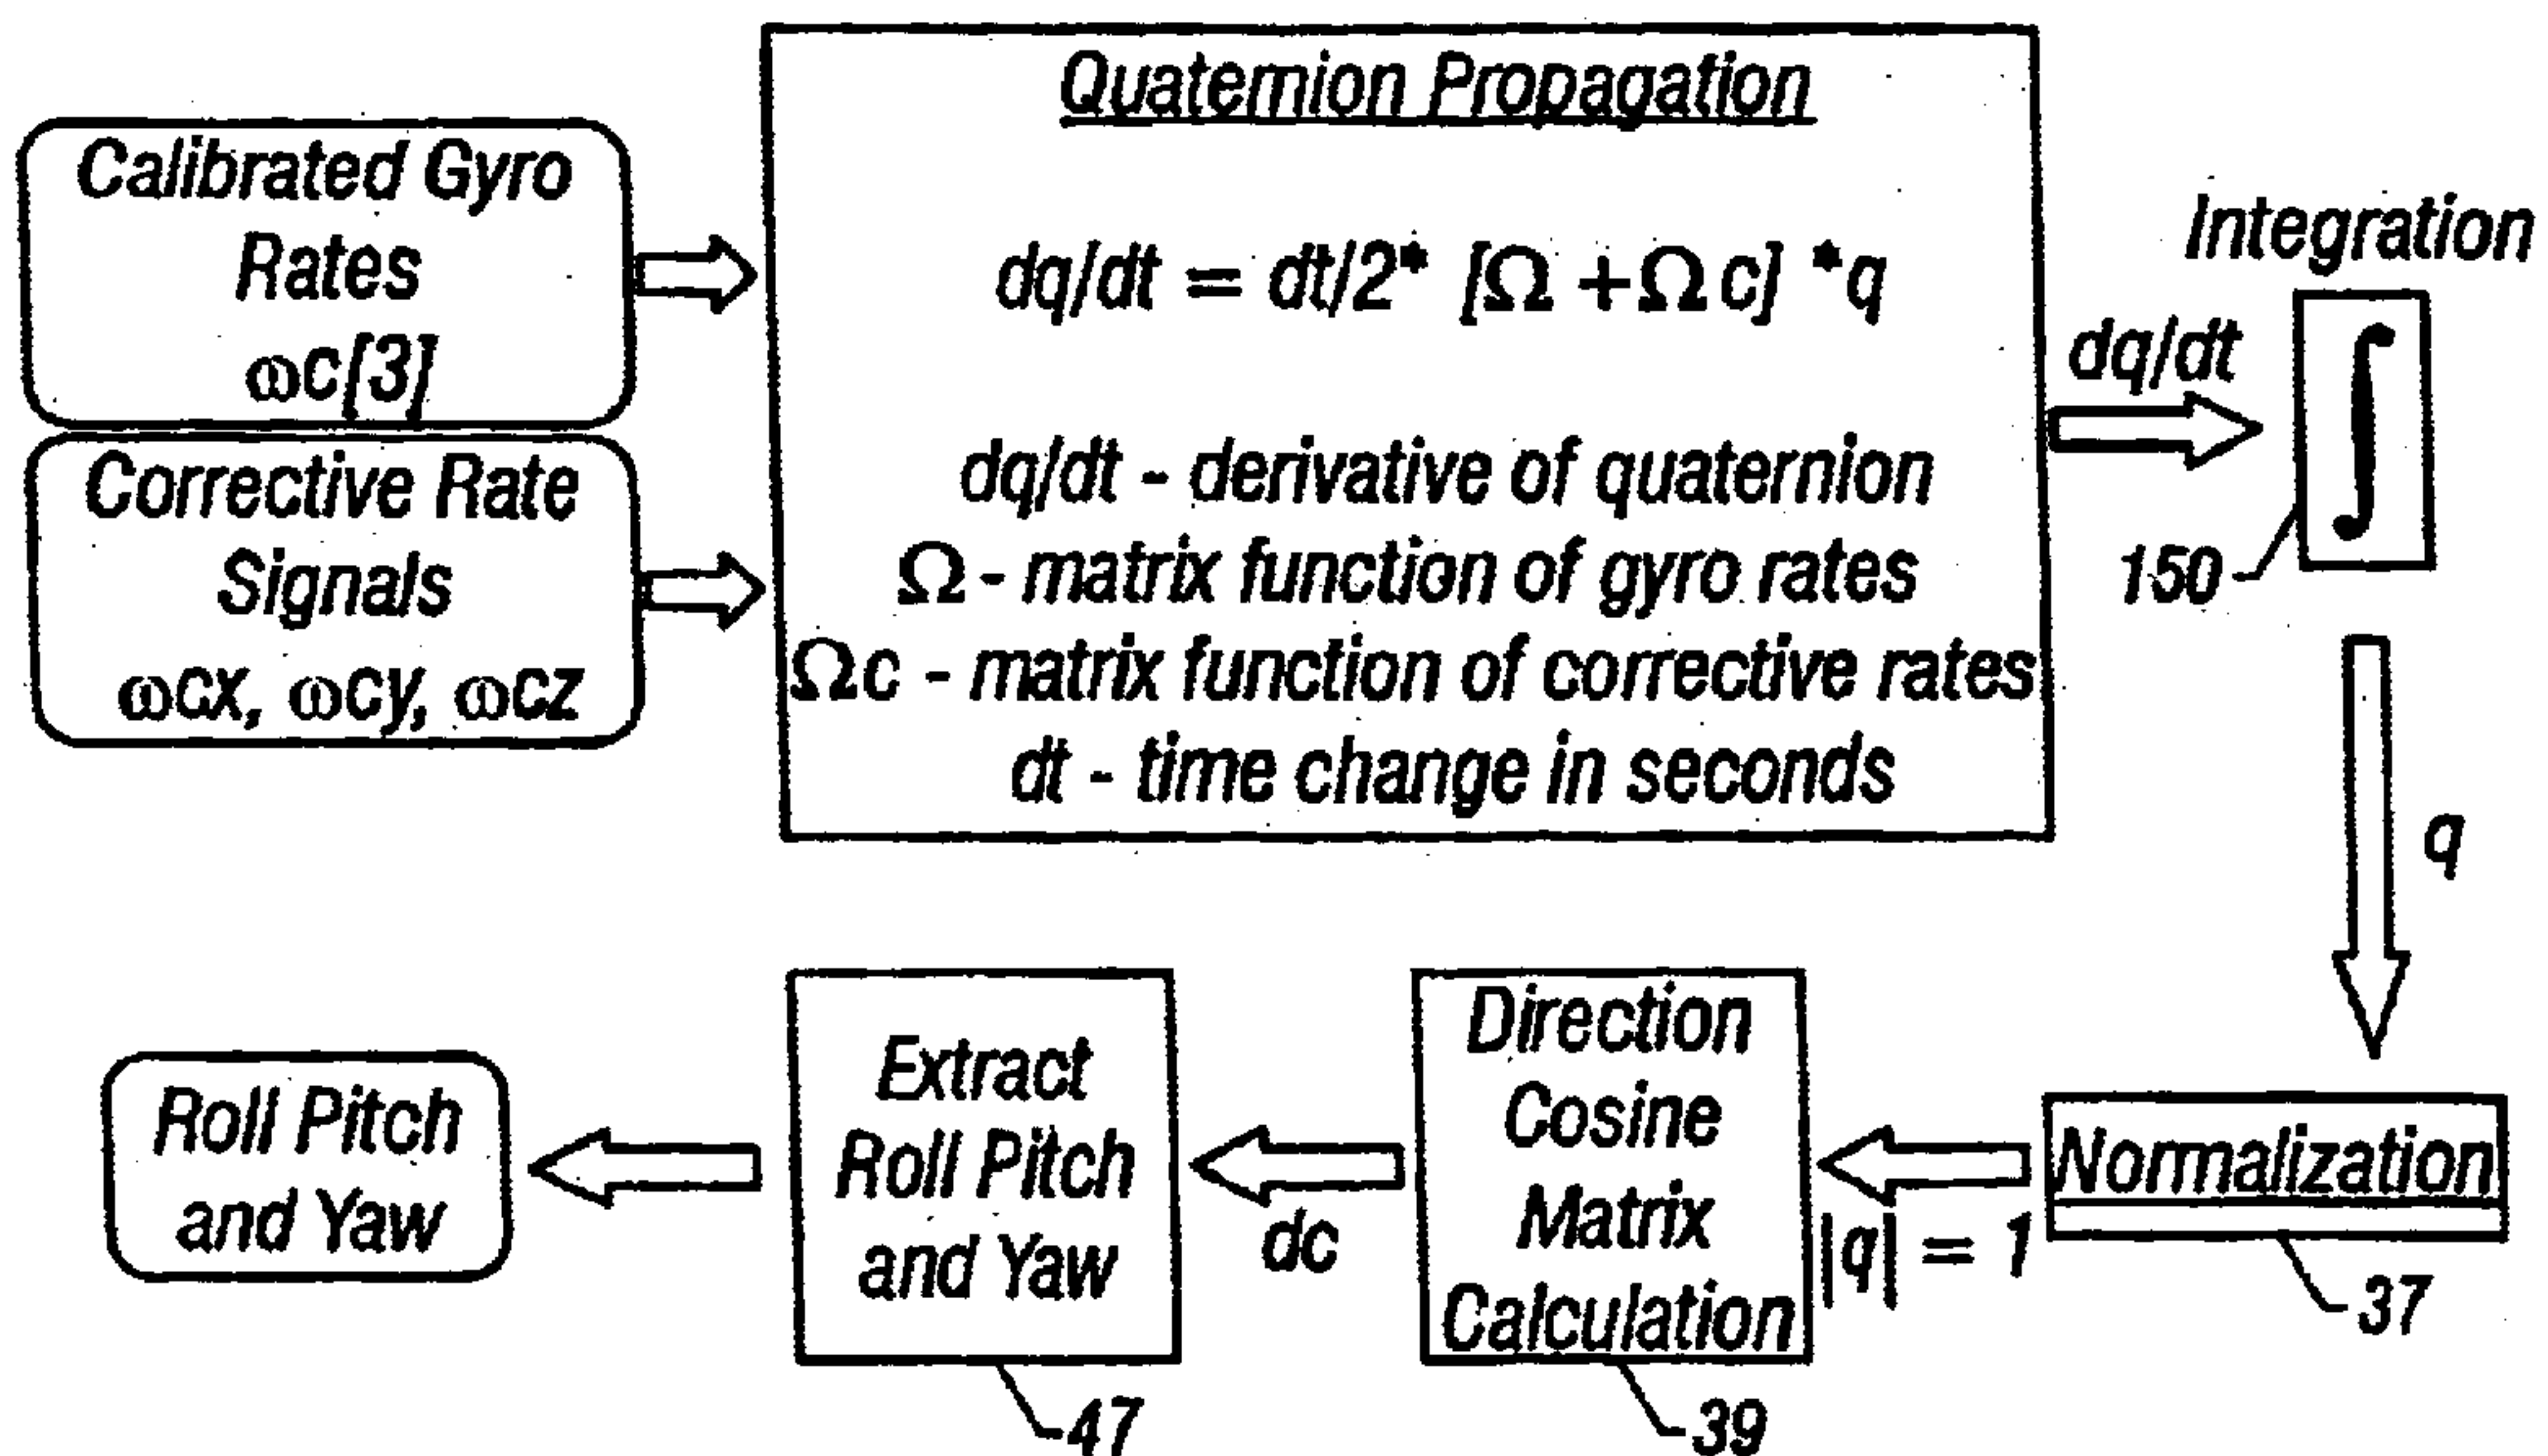 Calibrated Gyro
Rates
ωc[3]
Corrective Rate
Signals
ωcx, ωcy, ωcz
Quaternion Propagation
dq/dt = dt/2* [Ω +Ωc] *q
dq/dt - derivative of quaternion
Ω - matrix function of gyro rates
Ωc - matrix function of corrective rates
dt - time change in seconds
dq/dt
Integration
∫
150
q
Normalization
37
|q| = 1
Direction
Cosine
Matrix
Calculation
39
dc
Extract
Roll Pitch
and Yaw
47
Roll Pitch
and Yaw